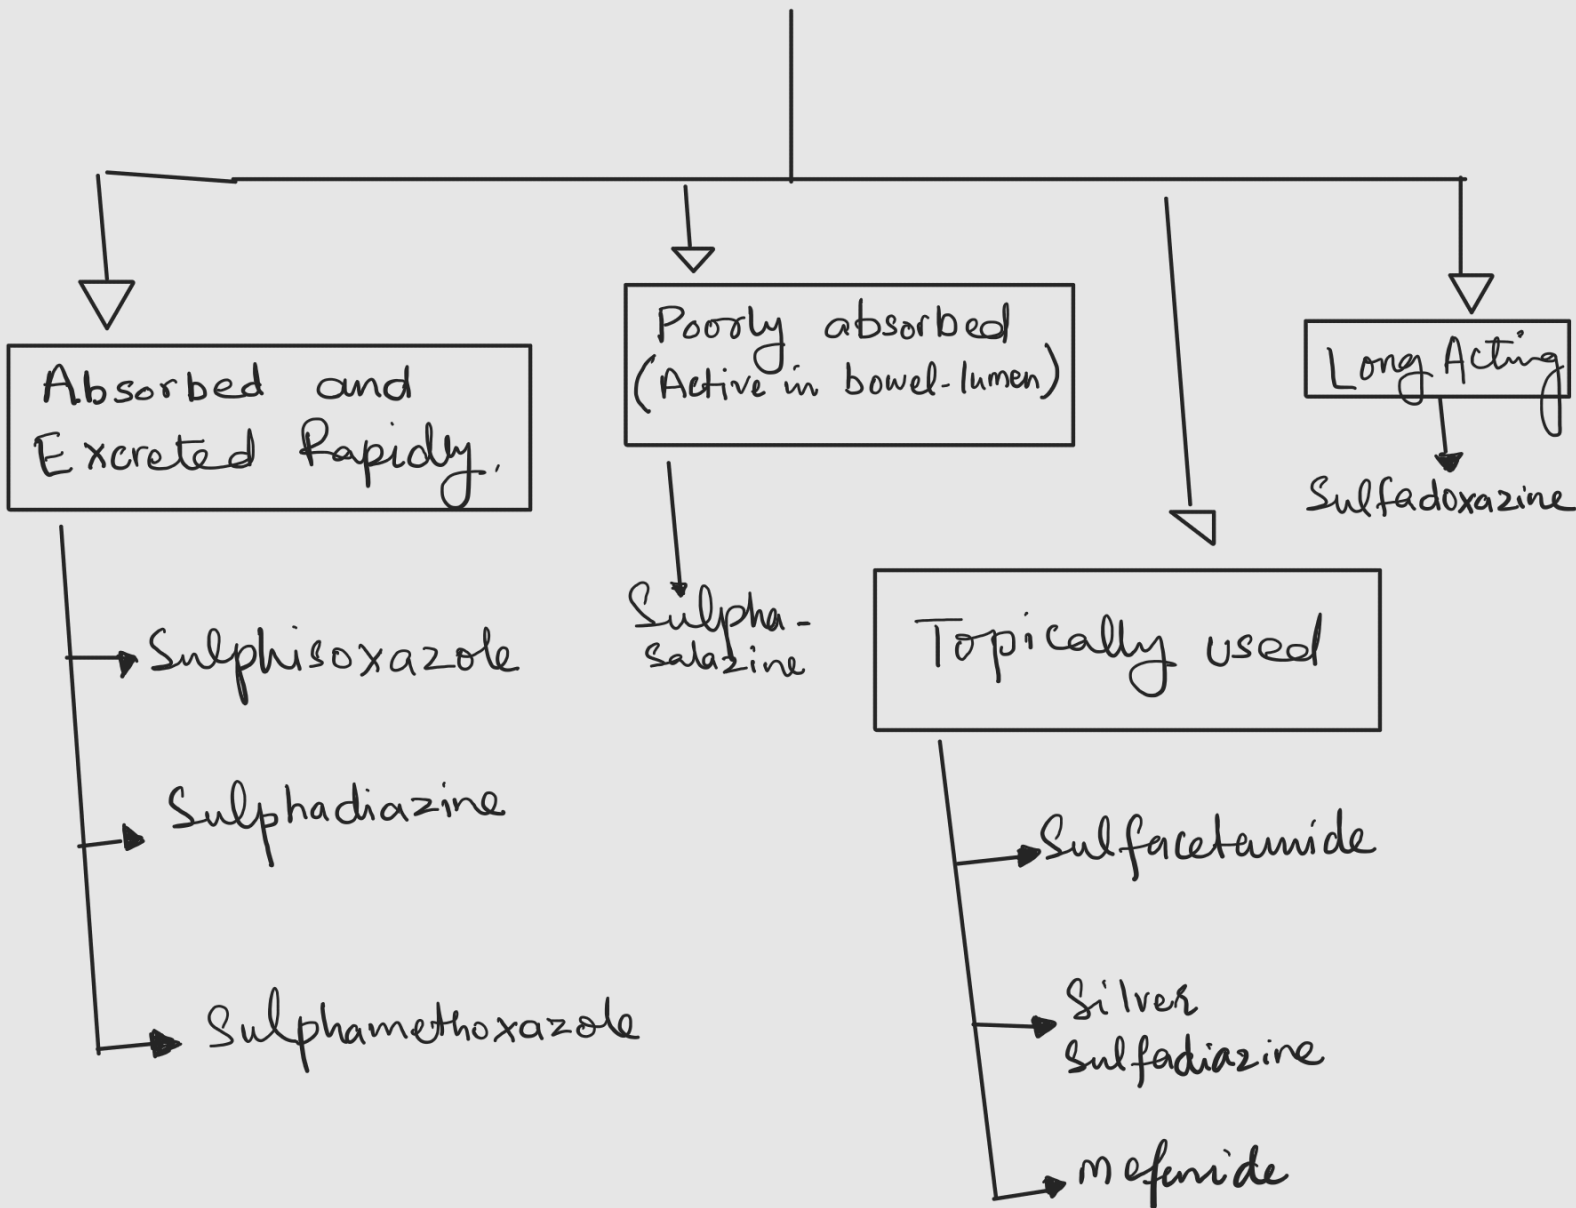 Absorbed and
Excreted Rapidly.
Sulphisoxazole
Sulphadiazine
Sulphamethoxazole
Poorly absorbed
(Active in bowel-lumen)
Sulpha-
salazine
Topically used
Sulfacetamide
Silver
Sulfadiazine
Mefenide
Long Acting
Sulfadoxazine